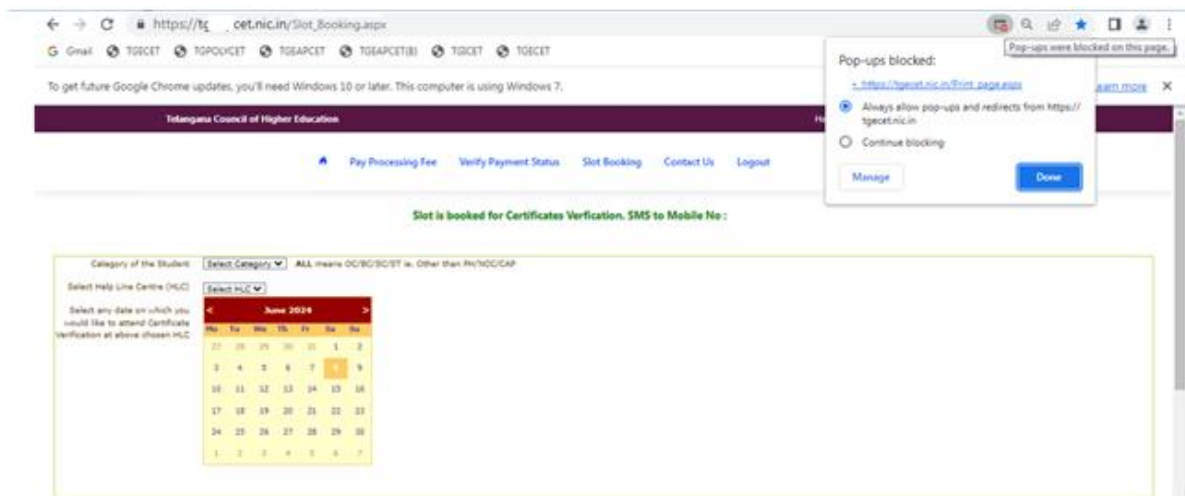 https://tg cet.nic.in/Slot_Booking.aspx
Pop-ups were blocked on this page.
G Gmail TGECET TGPOLYCET TGEAPCET TGEAPCET(B) TGICET TGECET
To get future Google Chrome updates, you'll need Windows 10 or later. This computer is using Windows 7.
Learn more
Pop-ups blocked:
https://tgecet.nic.in/Print_page.aspx
Always allow pop-ups and redirects from https://
tgecet.nic.in
Continue blocking
Manage
Done
Telangana Council of Higher Education
Pay Processing Fee Verify Payment Status Slot Booking Contact Us Logout
Slot is booked for Certificates Verfication. SMS to Mobile No :
Category of the Student Select Category ALL means OC/BC/SC/ST ie. Other than PH/NCC/CAP
Select Help Line Centre (HLC) Select HLC
Select any date on which you
would like to attend Certificate
Verification at above chosen HLC
< June 2024 >
Mo Tu We Th Fr Sa Su
27 28 29 30 31 1 2
3 4 5 6 7 8 9
10 11 12 13 14 15 16
17 18 19 20 21 22 23
24 25 26 27 28 29 30
1 2 3 4 5 6 7